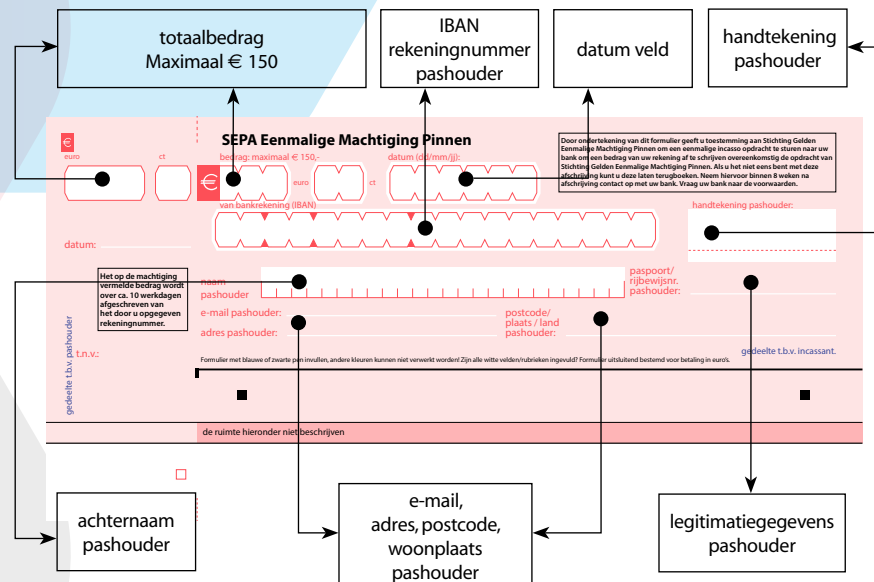 totaalbedrag
Maximaal € 150
IBAN
rekeningnummer
pashouder
datum veld
handtekening
pashouder
€
euro
ct
SEPA Eenmalige Machtiging Pinnen
bedrag: maximaal € 150,-
datum (dd/mm/jj):
€
euro
ct
Door ondertekening van dit formulier geeft u toestemming aan Stichting Gelden
Eenmalige Machtiging Pinnen om een eenmalige incasso opdracht te sturen naar uw
bank om een bedrag van uw rekening af te schrijven overeenkomstig de opdracht van
Stichting Gelden Eenmalige Machtiging Pinnen. Als u het niet eens bent met deze
afschrijving kunt u deze laten terugboeken. Neem hiervoor binnen 8 weken na
afschrijving contact op met uw bank. Vraag uw bank naar de voorwaarden.
van bankrekening (IBAN)
handtekening pashouder:
datum:
Het op de machtiging
vermelde bedrag wordt
over ca. 10 werkdagen
afgeschreven van
het door u opgegeven
rekeningnummer.
naam
pashouder
paspoort/
rijbewijsnr.
pashouder:
e-mail pashouder:
adres pashouder:
postcode/
plaats / land
pashouder:
gedeelte t.b.v. pashouder
t.n.v.:
gedeelte t.b.v. incassant.
Formulier met blauwe of zwarte pen invullen, andere kleuren kunnen niet verwerkt worden! Zijn alle witte velden/rubrieken ingevuld? Formulier uitsluitend bestemd voor betaling in euro's.
de ruimte hieronder niet beschrijven
achternaam
pashouder
e-mail,
adres, postcode,
woonplaats
pashouder
legitimatiegegevens
pashouder